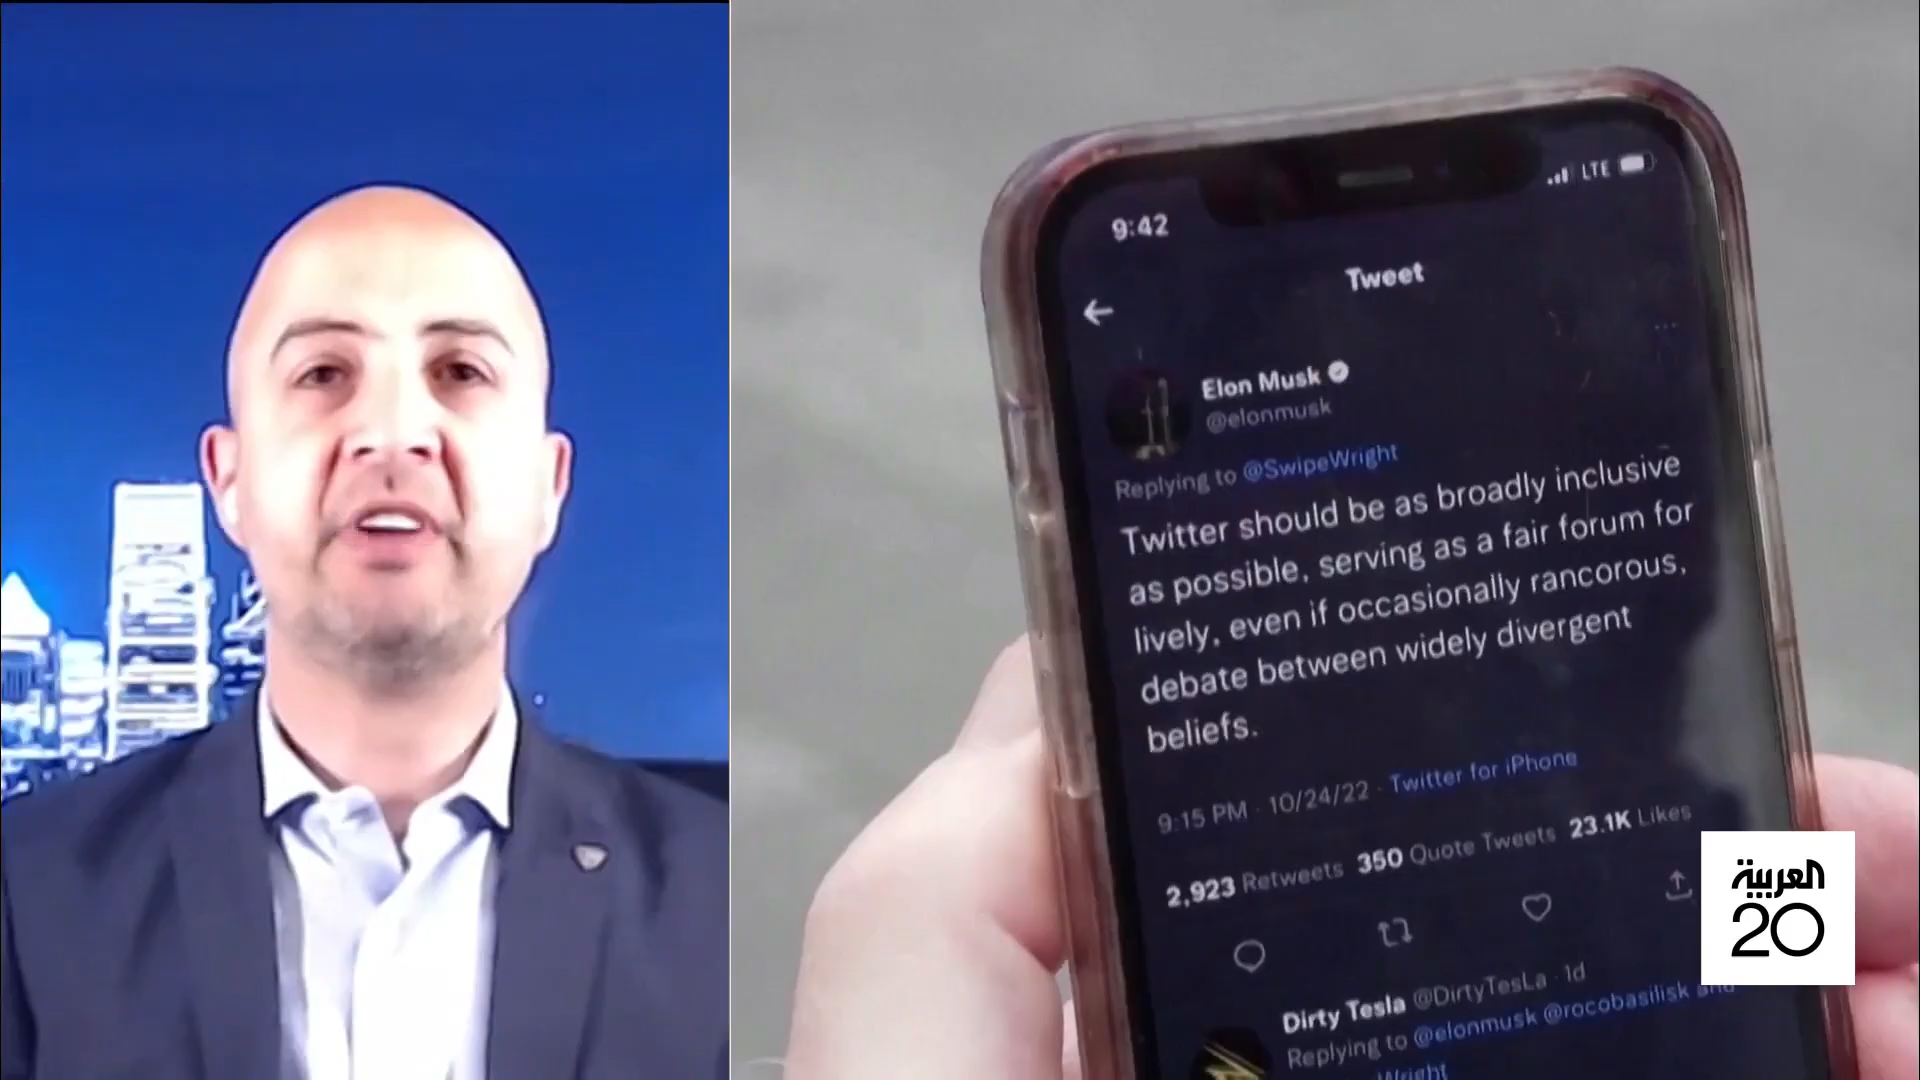 9:42
LTE
Tweet
Elon Musk
@elonmusk
Replying to @SwipeWright
Twitter should be as broadly inclusive
as possible, serving as a fair forum for
lively, even if occasionally rancorous,
debate between widely divergent
beliefs.
9:15 PM · 10/24/22 · Twitter for iPhone
2,923 Retweets 350 Quote Tweets 23.1K Likes
Dirty Tesla @DirtyTesLa · 1d
Replying to @elonmusk @rocobasilisk and
Wright
العربية
20